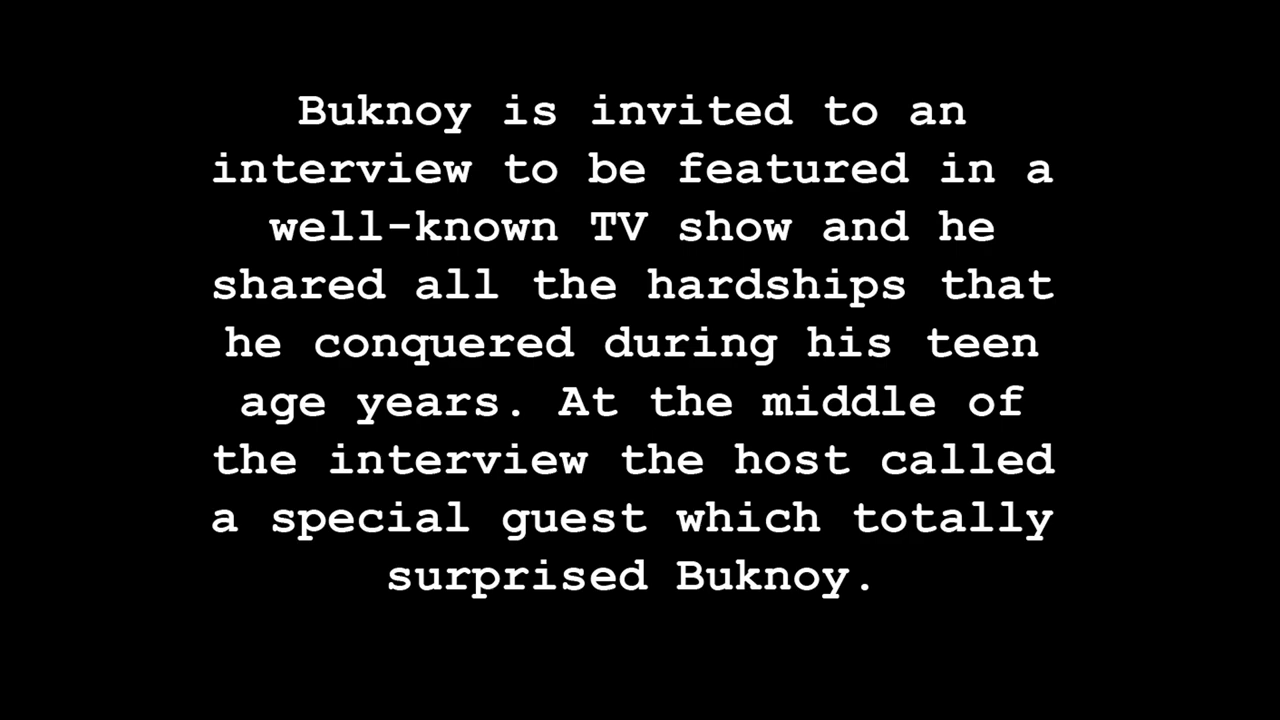 Buknoy is invited to an
interview to be featured in a
well-known TV show and he
shared all the hardships that
he conquered during his teen
age years. At the middle of
the interview the host called
a special guest which totally
surprised Buknoy.